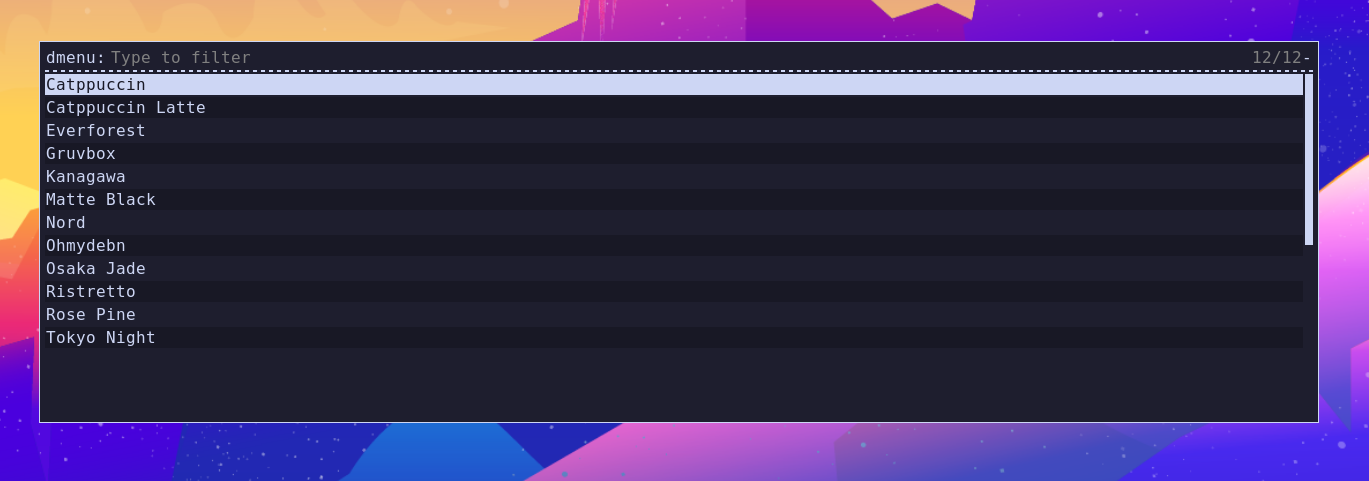 dmenu: Type to filter 12/12-
Catppuccin
Catppuccin Latte
Everforest
Gruvbox
Kanagawa
Matte Black
Nord
Ohmydebn
Osaka Jade
Ristretto
Rose Pine
Tokyo Night